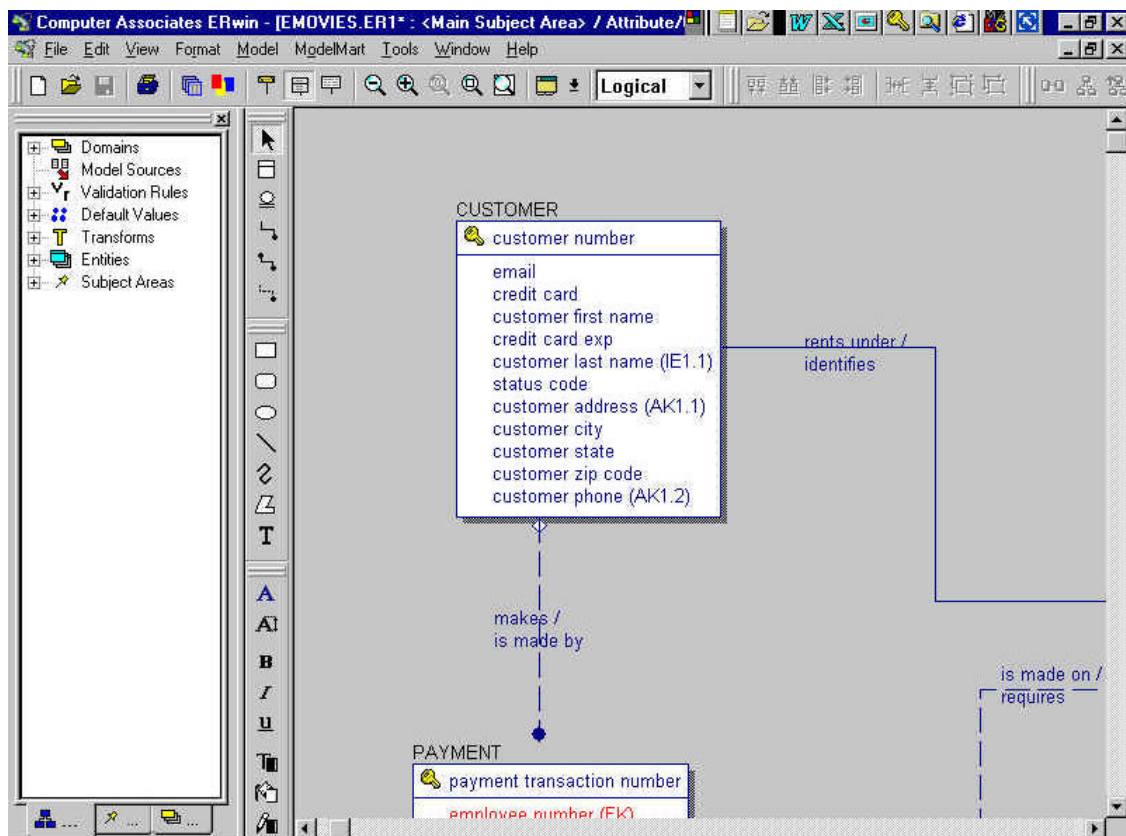 Computer Associates ERwin - [EMOVIES.ER1* : <Main Subject Area> / Attribute/
File Edit View Format Model ModelMart Tools Window Help
Logical
Domains
Model Sources
Validation Rules
Default Values
Transforms
Entities
Subject Areas
CUSTOMER
customer number
email
credit card
customer first name
credit card exp
customer last name (IE1.1)
status code
customer address (AK1.1)
customer city
customer state
customer zip code
customer phone (AK1.2)
rents under /
identifies
makes /
is made by
is made on /
requires
PAYMENT
payment transaction number
employee number (FK)